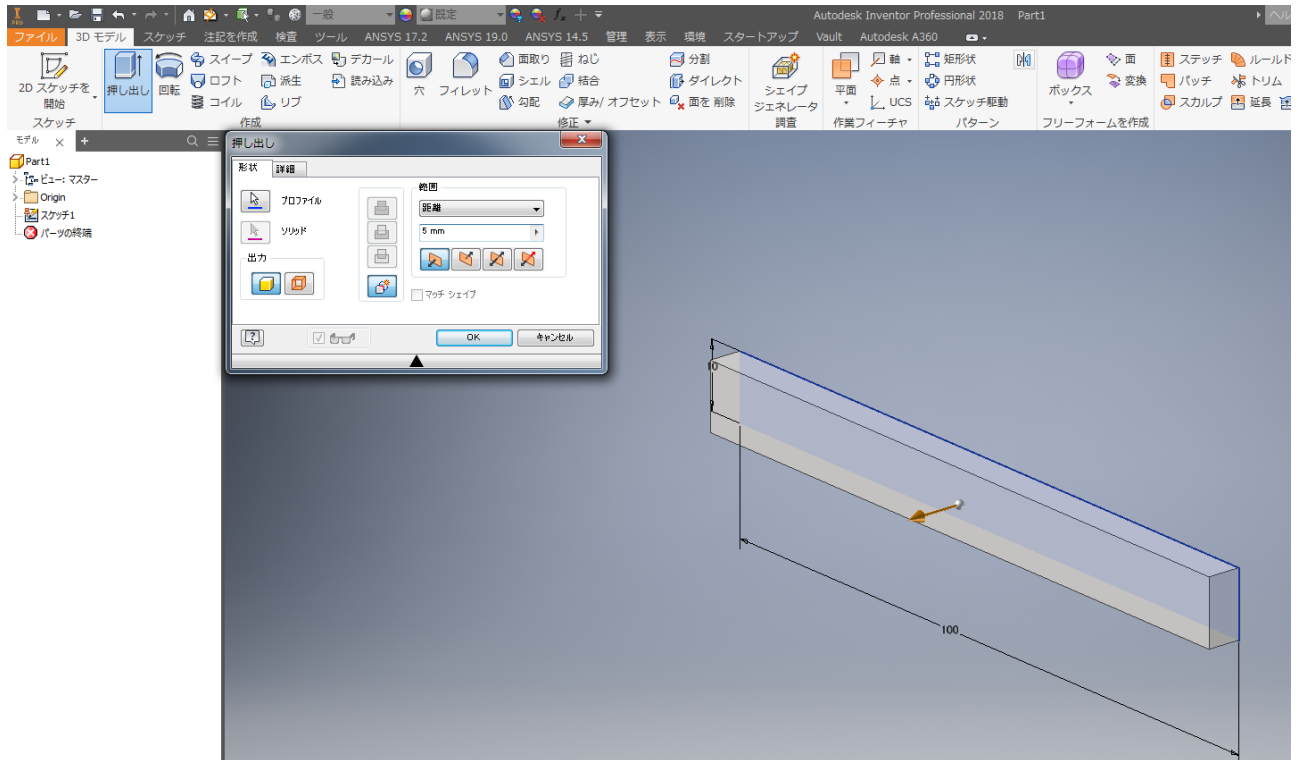 I PRO 一般 既定 fx Autodesk Inventor Professional 2018 Part1 ヘル
ファイル 3D モデル スケッチ 注記を作成 検査 ツール ANSYS 17.2 ANSYS 19.0 ANSYS 14.5 管理 表示 環境 スタートアップ Vault Autodesk A360
スイープ エンボス デカール 面取り ねじ 分割 軸 矩形状 面 ステッチ ルールド
2D スケッチを 押し出し 回転 ロフト 派生 読み込み 穴 フィレット シェル 結合 ダイレクト シェイプ 平面 点 円形状 ボックス 変換 パッチ トリム
開始 コイル リブ 勾配 厚み/ オフセット 面を 削除 ジェネレータ UCS スケッチ駆動 スカルプ 延長
スケッチ 作成 修正 調査 作業フィーチャ パターン フリーフォームを作成
モデル × +
Part1
ビュー: マスター
Origin
スケッチ1
パーツの終端
押し出し
形状 詳細
プロファイル
ソリッド
出力
範囲
距離
5 mm
マッチ シェイプ
? OK キャンセル
10
100